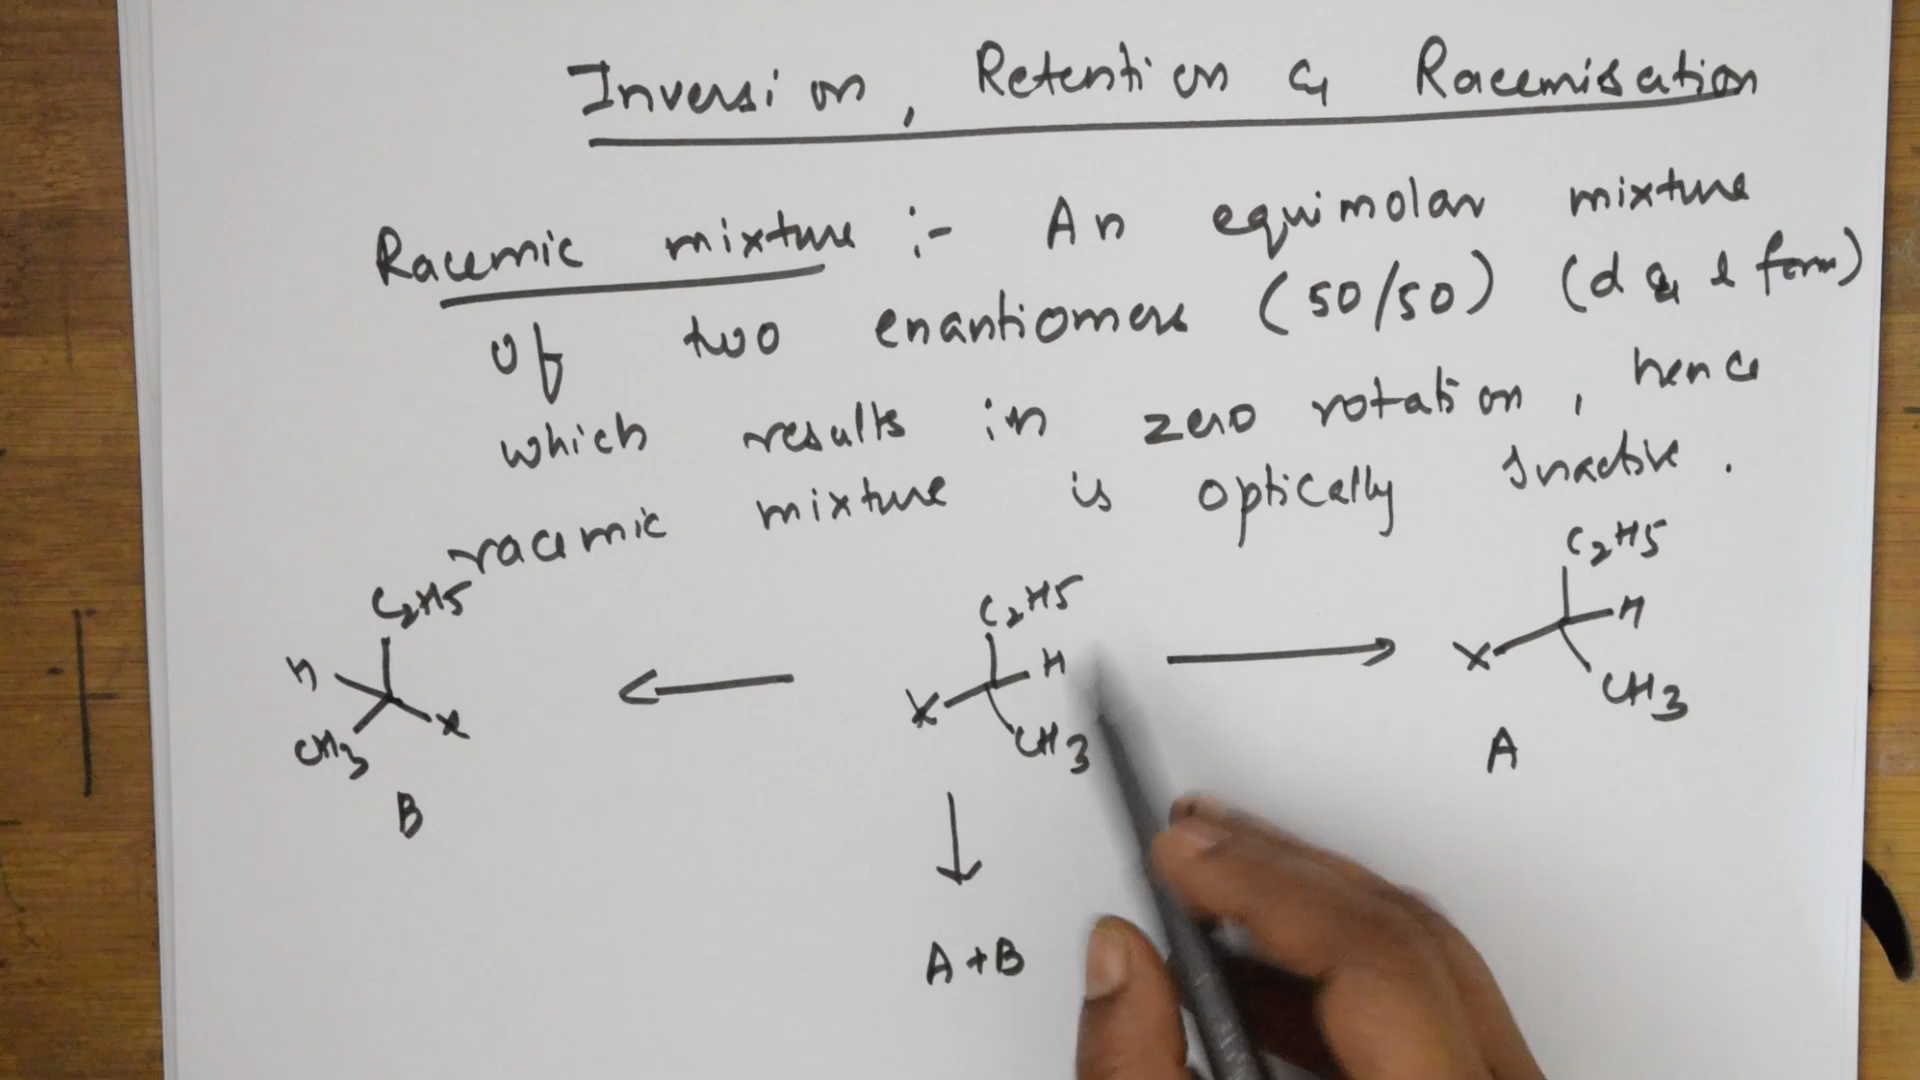 Inversion, Retention & Racemisation
Racemic mixture :- An equimolar mixture
of two enantiomers (50/50) (d & l form)
which results in zero rotation, hence
racemic mixture is optically Inactive.
C2H5 C2H5 C2H5
H H H
X X
CH3 X CH3 CH3
B A
A+B